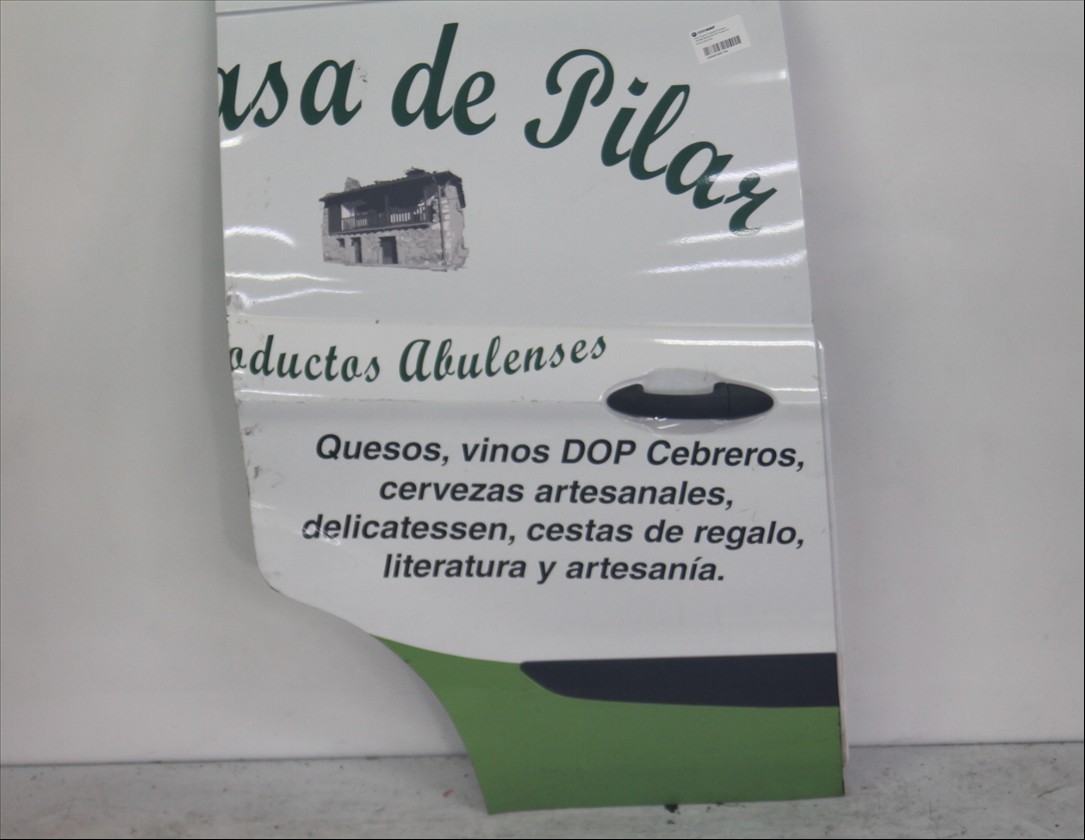 asa de Pilar
oductos Abulenses
Quesos, vinos DOP Cebreros,
cervezas artesanales,
delicatessen, cestas de regalo,
literatura y artesanía.